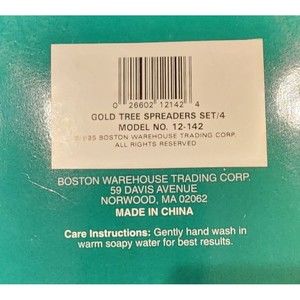 0 26602 12142 4
GOLD TREE SPREADERS SET/4
MODEL NO. 12-142
BOSTON WAREHOUSE TRADING CORP.
ALL RIGHTS RESERVED
BOSTON WAREHOUSE TRADING CORP.
59 DAVIS AVENUE
NORWOOD, MA 02062
MADE IN CHINA
Care Instructions: Gently hand wash in
warm soapy water for best results.